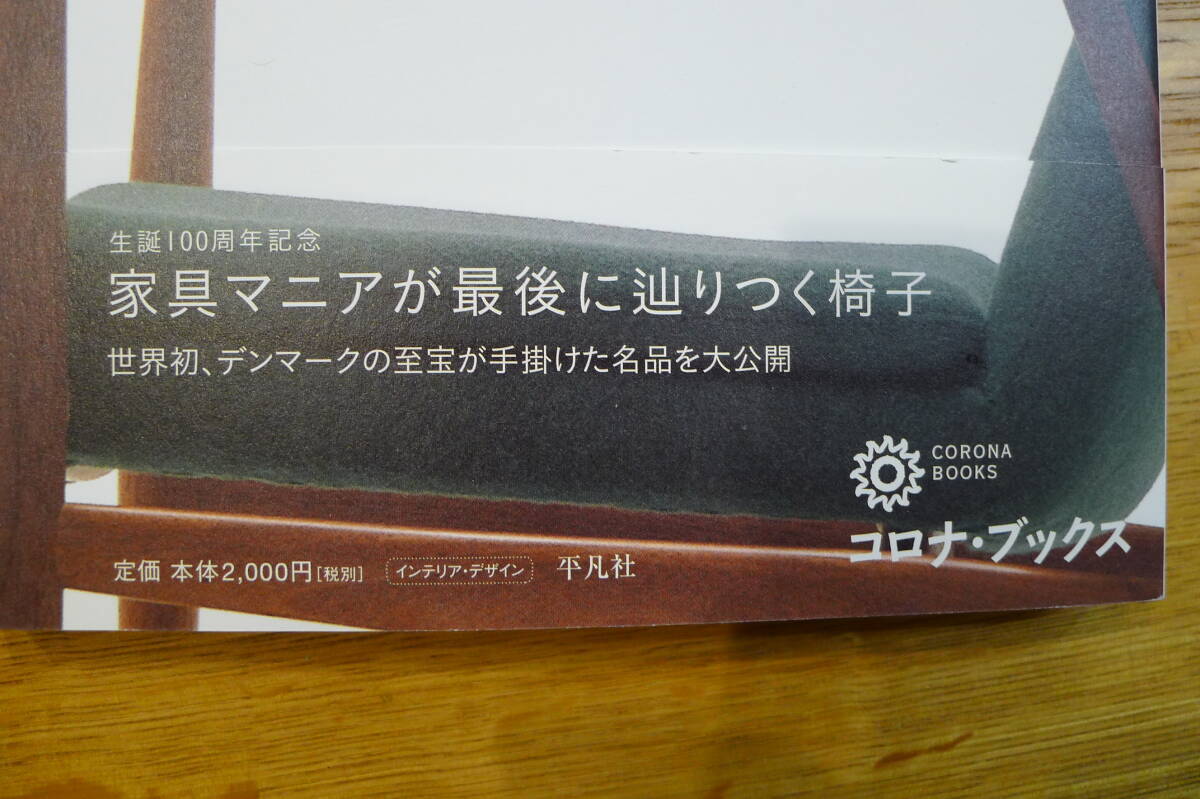 生誕100周年記念
家具マニアが最後に辿りつく椅子
世界初、デンマークの至宝が手掛けた名品を大公開
CORONA
BOOKS
コロナ・ブックス
定価 本体2,000円[税別] インテリア・デザイン 平凡社